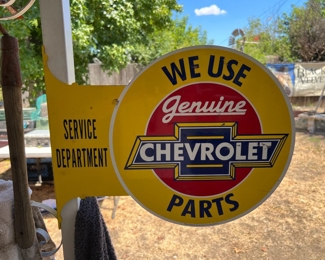 WE USE
Genuine
CHEVROLET
PARTS
SERVICE
DEPARTMENT